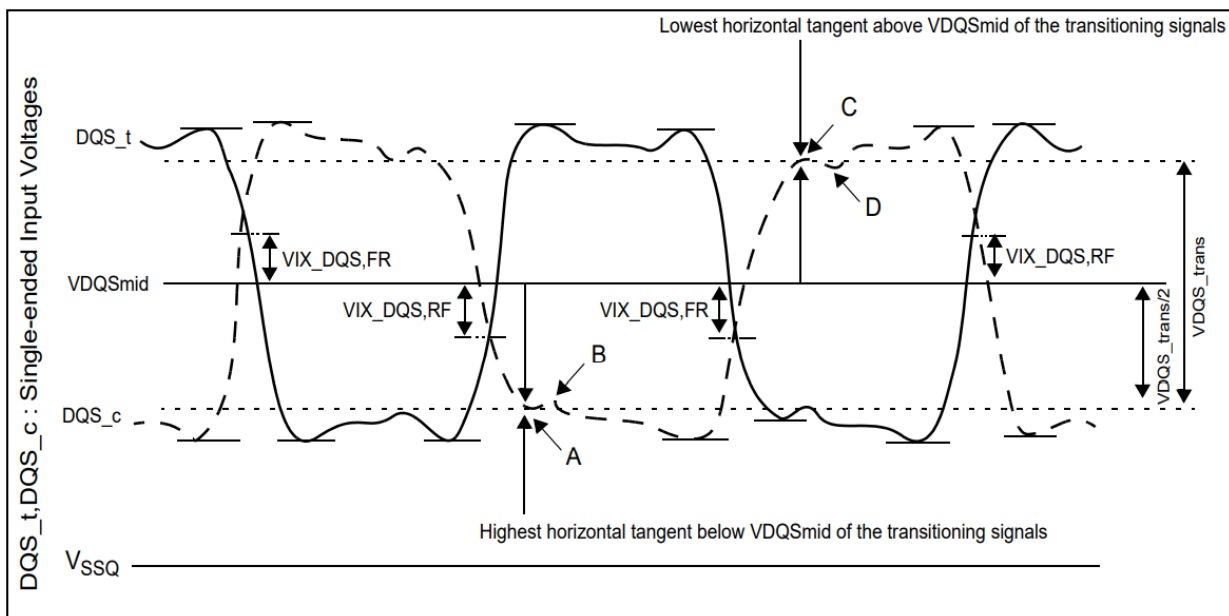 DQS_t,DQS_c : Single-ended Input Voltages
Lowest horizontal tangent above VDQSmid of the transitioning signals
DQS_t
C
D
VIX_DQS,FR
VIX_DQS,RF
VDQSmid
VIX_DQS,RF
VIX_DQS,FR
VDQS_trans/2
VDQS_trans
B
DQS_c
A
Highest horizontal tangent below VDQSmid of the transitioning signals
VSSQ